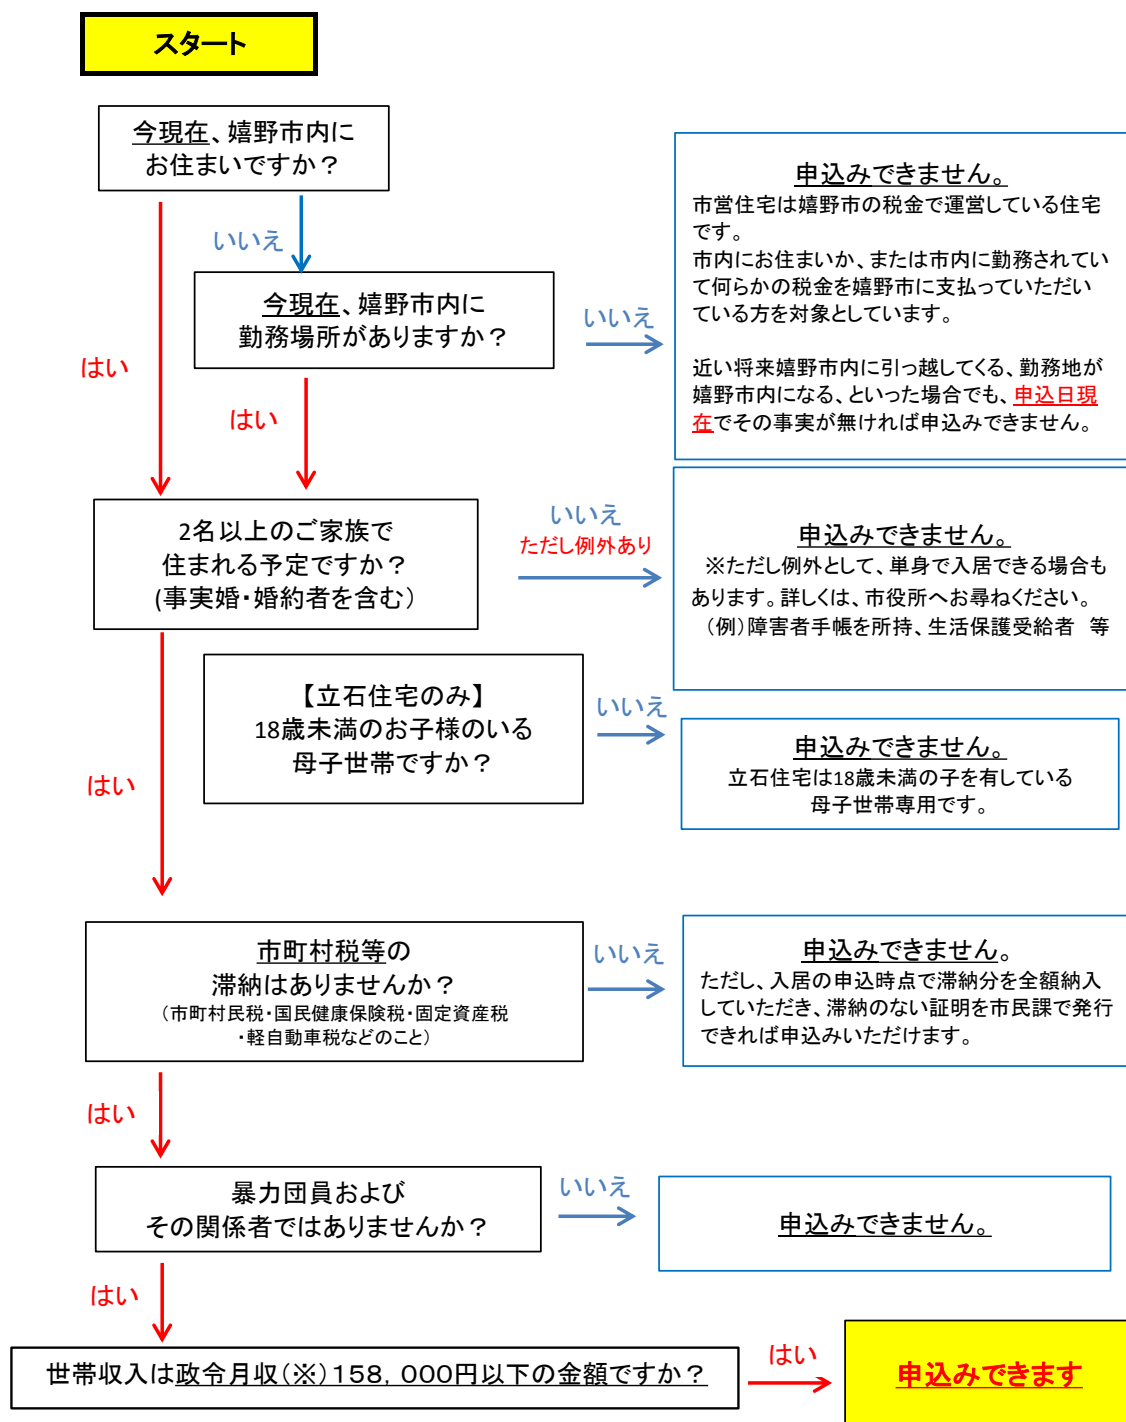 スタート
今現在、嬉野市内に
お住まいですか？
いいえ
はい
今現在、嬉野市内に
勤務場所がありますか？
いいえ
はい
申込みできません。
市営住宅は嬉野市の税金で運営している住宅
です。
市内にお住まいか、または市内に勤務されてい
て何らかの税金を嬉野市に支払っていただい
ている方を対象としています。
近い将来嬉野市内に引っ越してくる、勤務地が
嬉野市内になる、といった場合でも、申込日現
在でその事実が無ければ申込みできません。
2名以上のご家族で
住まれる予定ですか？
(事実婚・婚約者を含む）
いいえ
ただし例外あり
申込みできません。
※ただし例外として、単身で入居できる場合も
あります。詳しくは、市役所へお尋ねください。
（例）障害者手帳を所持、生活保護受給者　等
はい
【立石住宅のみ】
18歳未満のお子様のいる
母子世帯ですか？
いいえ
申込みできません。
立石住宅は18歳未満の子を有している
母子世帯専用です。
市町村税等の
滞納はありませんか？
（市町村民税・国民健康保険税・固定資産税
・軽自動車税などのこと）
いいえ
申込みできません。
ただし、入居の申込時点で滞納分を全額納入
していただき、滞納のない証明を市民課で発行
できれば申込みいただけます。
はい
暴力団員および
その関係者ではありませんか？
いいえ
申込みできません。
はい
世帯収入は政令月収（※）１５８，０００円以下の金額ですか？
はい
申込みできます